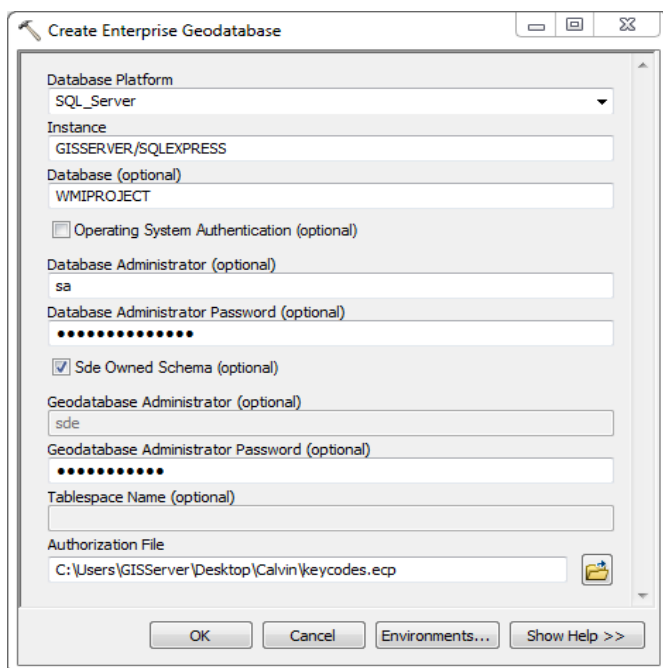 Create Enterprise Geodatabase
Database Platform
SQL_Server
Instance
GISSERVER/SQLEXPRESS
Database (optional)
WMIPROJECT
Operating System Authentication (optional)
Database Administrator (optional)
sa
Database Administrator Password (optional)
●●●●●●●●●●●●●●
Sde Owned Schema (optional)
Geodatabase Administrator (optional)
sde
Geodatabase Administrator Password (optional)
●●●●●●●●●●●
Tablespace Name (optional)
Authorization File
C:\Users\GISServer\Desktop\Calvin\keycodes.ecp
OK Cancel Environments... Show Help >>